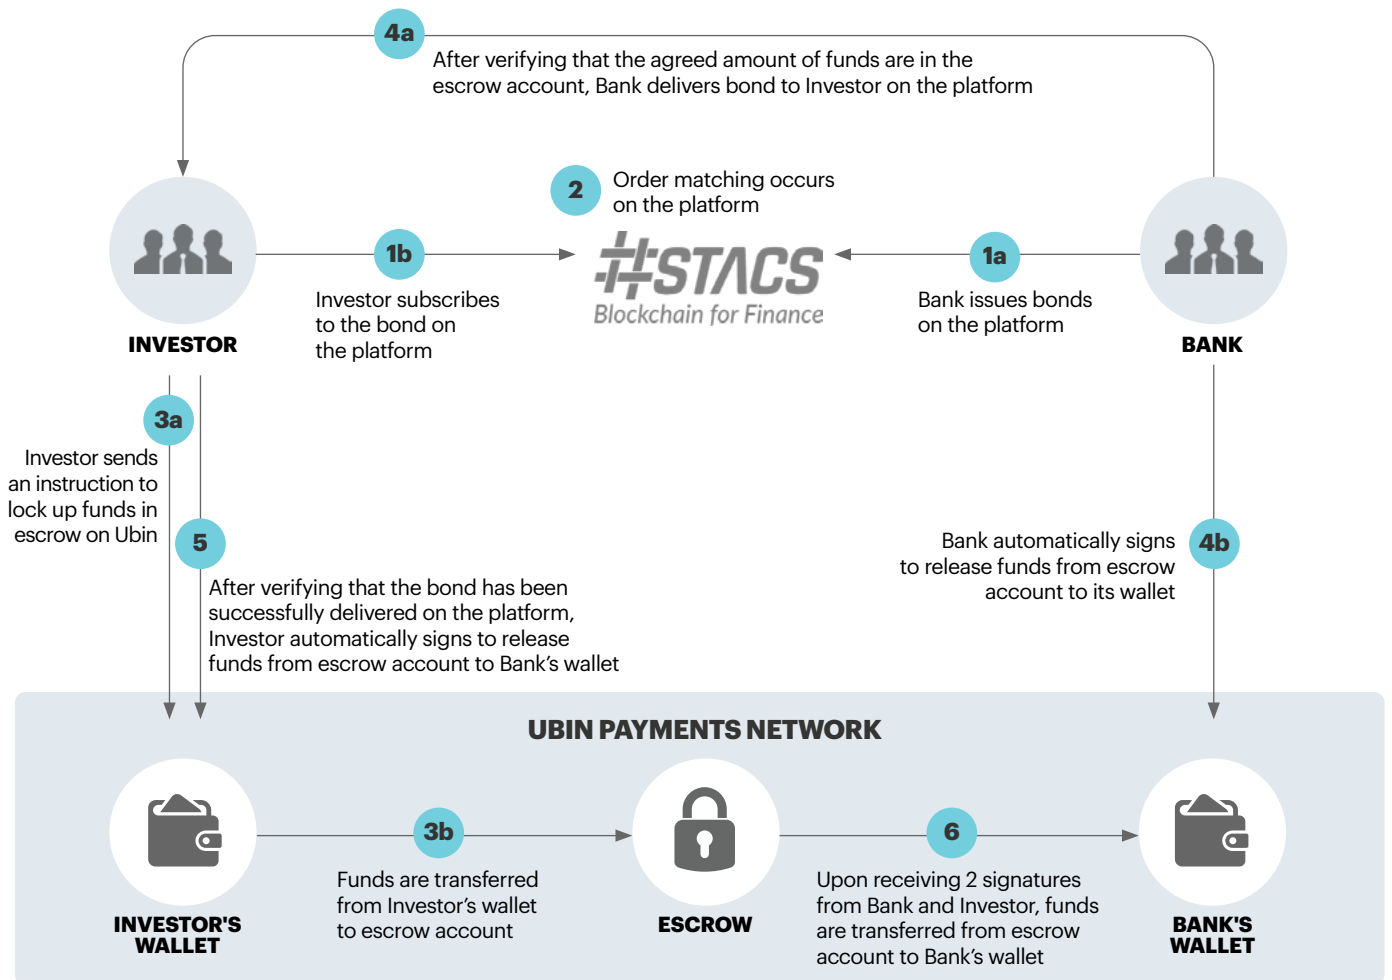 4a
After verifying that the agreed amount of funds are in the
escrow account, Bank delivers bond to Investor on the platform
2
Order matching occurs
on the platform
#STACS
Blockchain for Finance
1b
Investor subscribes
to the bond on
the platform
1a
Bank issues bonds
on the platform
INVESTOR
BANK
3a
Investor sends
an instruction to
lock up funds in
escrow on Ubin
5
After verifying that the bond has been
successfully delivered on the platform,
Investor automatically signs to release
funds from escrow account to Bank’s wallet
4b
Bank automatically signs
to release funds from escrow
account to its wallet
UBIN PAYMENTS NETWORK
3b
Funds are transferred
from Investor’s wallet
to escrow account
6
Upon receiving 2 signatures
from Bank and Investor, funds
are transferred from escrow
account to Bank’s wallet
INVESTOR'S
WALLET
ESCROW
BANK'S
WALLET